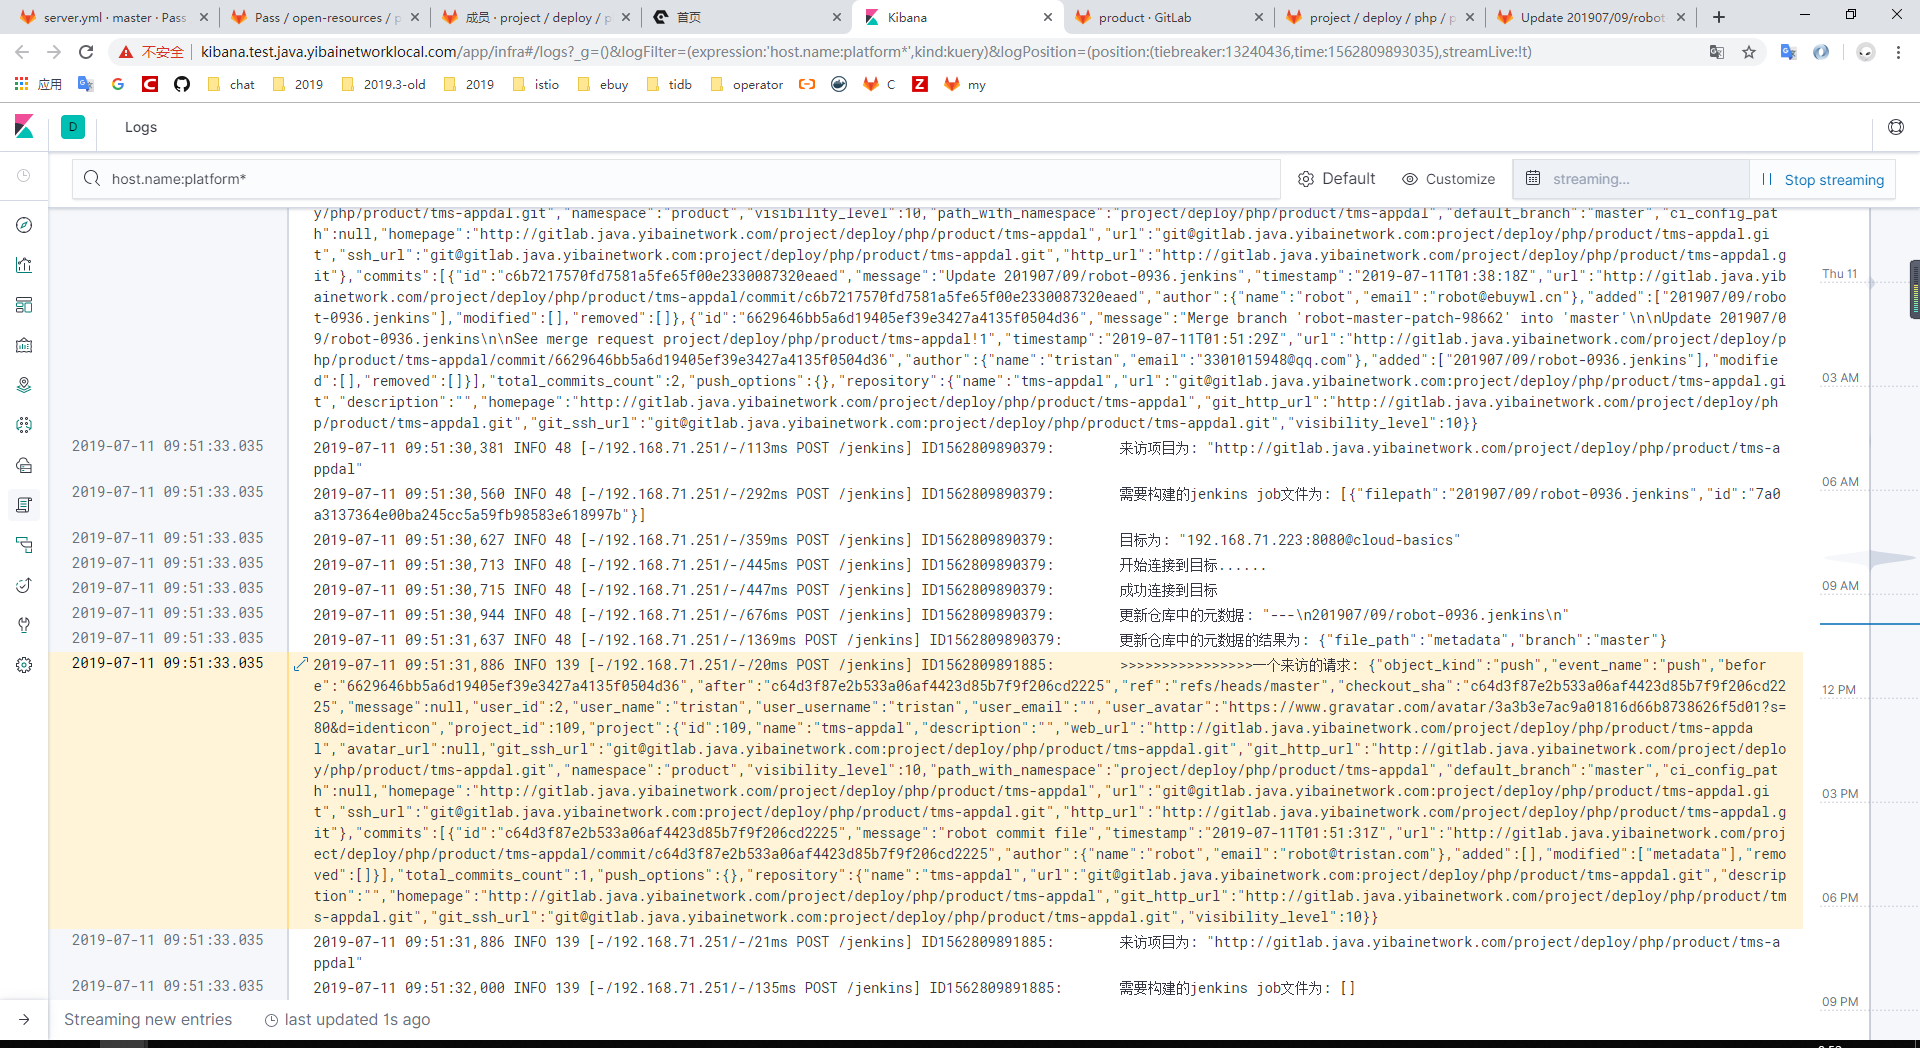 server.yml · master · Pass
Pass / open-resources / p
成员 · project / deploy / p
首页
Kibana
product · GitLab
project / deploy / php / p
Update 201907/09/robot
不安全
kibana.test.java.yibainetworklocal.com/app/infra#/logs?_g=()&logFilter=(expression:'host.name:platform*',kind:kuery)&logPosition=(position:(tiebreaker:13240436,time:1562809893035),streamLive:!t)
应用
chat
2019
2019.3-old
2019
istio
ebuy
tidb
operator
C
my
D
Logs
host.name:platform*
Default
Customize
streaming...
Stop streaming
y/php/product/tms-appdal.git","namespace":"product","visibility_level":10,"path_with_namespace":"project/deploy/php/product/tms-appdal","default_branch":"master","ci_config_pat
h":null,"homepage":"http://gitlab.java.yibainetwork.com/project/deploy/php/product/tms-appdal","url":"git@gitlab.java.yibainetwork.com:project/deploy/php/product/tms-appdal.gi
t","ssh_url":"git@gitlab.java.yibainetwork.com:project/deploy/php/product/tms-appdal.git","http_url":"http://gitlab.java.yibainetwork.com/project/deploy/php/product/tms-appdal.g
it"},"commits":[{"id":"c6b7217570fd7581a5fe65f00e2330087320eaed","message":"Update 201907/09/robot-0936.jenkins","timestamp":"2019-07-11T01:38:18Z","url":"http://gitlab.java.yib
ainetwork.com/project/deploy/php/product/tms-appdal/commit/c6b7217570fd7581a5fe65f00e2330087320eaed","author":{"name":"robot","email":"robot@ebuywl.cn"},"added":["201907/09/robo
t-0936.jenkins"],"modified":[],"removed":[]},{"id":"6629646bb5a6d19405ef39e3427a4135f0504d36","message":"Merge branch 'robot-master-patch-98662' into 'master'\n\nUpdate 201907/0
9/robot-0936.jenkins\n\nSee merge request project/deploy/php/product/tms-appdal!1","timestamp":"2019-07-11T01:51:29Z","url":"http://gitlab.java.yibainetwork.com/project/deploy/p
hp/product/tms-appdal/commit/6629646bb5a6d19405ef39e3427a4135f0504d36","author":{"name":"tristan","email":"3301015948@qq.com"},"added":["201907/09/robot-0936.jenkins"],"modifie
d":[],"removed":[]}],"total_commits_count":2,"push_options":{},"repository":{"name":"tms-appdal","url":"git@gitlab.java.yibainetwork.com:project/deploy/php/product/tms-appdal.gi
t","description":"","homepage":"http://gitlab.java.yibainetwork.com/project/deploy/php/product/tms-appdal","git_http_url":"http://gitlab.java.yibainetwork.com/project/deploy/ph
p/product/tms-appdal.git","git_ssh_url":"git@gitlab.java.yibainetwork.com:project/deploy/php/product/tms-appdal.git","visibility_level":10}}
2019-07-11 09:51:33.035 2019-07-11 09:51:30,381 INFO 48 [-/192.168.71.251/-/113ms POST /jenkins] ID1562809890379: 来访项目为: "http://gitlab.java.yibainetwork.com/project/deploy/php/product/tms-a
ppdal"
2019-07-11 09:51:33.035 2019-07-11 09:51:30,560 INFO 48 [-/192.168.71.251/-/292ms POST /jenkins] ID1562809890379: 需要构建的jenkins job文件为: [{"filepath":"201907/09/robot-0936.jenkins","id":"7a0
a3137364e00ba245cc5a59fb98583e618997b"}]
2019-07-11 09:51:33.035 2019-07-11 09:51:30,627 INFO 48 [-/192.168.71.251/-/359ms POST /jenkins] ID1562809890379: 目标为: "192.168.71.223:8080@cloud-basics"
2019-07-11 09:51:33.035 2019-07-11 09:51:30,713 INFO 48 [-/192.168.71.251/-/445ms POST /jenkins] ID1562809890379: 开始连接到目标......
2019-07-11 09:51:33.035 2019-07-11 09:51:30,715 INFO 48 [-/192.168.71.251/-/447ms POST /jenkins] ID1562809890379: 成功连接到目标
2019-07-11 09:51:33.035 2019-07-11 09:51:30,944 INFO 48 [-/192.168.71.251/-/676ms POST /jenkins] ID1562809890379: 更新仓库中的元数据: "---\n201907/09/robot-0936.jenkins\n"
2019-07-11 09:51:33.035 2019-07-11 09:51:31,637 INFO 48 [-/192.168.71.251/-/1369ms POST /jenkins] ID1562809890379: 更新仓库中的元数据的结果为: {"file_path":"metadata","branch":"master"}
2019-07-11 09:51:33.035 2019-07-11 09:51:31,886 INFO 139 [-/192.168.71.251/-/20ms POST /jenkins] ID1562809891885: >>>>>>>>>>>>>>>>一个来访的请求: {"object_kind":"push","event_name":"push","befor
e":"6629646bb5a6d19405ef39e3427a4135f0504d36","after":"c64d3f87e2b533a06af4423d85b7f9f206cd2225","ref":"refs/heads/master","checkout_sha":"c64d3f87e2b533a06af4423d85b7f9f206cd22
25","message":null,"user_id":2,"user_name":"tristan","user_username":"tristan","user_email":"","user_avatar":"https://www.gravatar.com/avatar/3a3b3e7ac9a01816d66b8738626f5d01?s=
80&d=identicon","project_id":109,"project":{"id":109,"name":"tms-appdal","description":"","web_url":"http://gitlab.java.yibainetwork.com/project/deploy/php/product/tms-appda
l","avatar_url":null,"git_ssh_url":"git@gitlab.java.yibainetwork.com:project/deploy/php/product/tms-appdal.git","git_http_url":"http://gitlab.java.yibainetwork.com/project/deplo
y/php/product/tms-appdal.git","namespace":"product","visibility_level":10,"path_with_namespace":"project/deploy/php/product/tms-appdal","default_branch":"master","ci_config_pat
h":null,"homepage":"http://gitlab.java.yibainetwork.com/project/deploy/php/product/tms-appdal","url":"git@gitlab.java.yibainetwork.com:project/deploy/php/product/tms-appdal.gi
t","ssh_url":"git@gitlab.java.yibainetwork.com:project/deploy/php/product/tms-appdal.git","http_url":"http://gitlab.java.yibainetwork.com/project/deploy/php/product/tms-appdal.g
it"},"commits":[{"id":"c64d3f87e2b533a06af4423d85b7f9f206cd2225","message":"robot commit file","timestamp":"2019-07-11T01:51:31Z","url":"http://gitlab.java.yibainetwork.com/proj
ect/deploy/php/product/tms-appdal/commit/c64d3f87e2b533a06af4423d85b7f9f206cd2225","author":{"name":"robot","email":"robot@tristan.com"},"added":[],"modified":["metadata"],"remo
ved":[]}],"total_commits_count":1,"push_options":{},"repository":{"name":"tms-appdal","url":"git@gitlab.java.yibainetwork.com:project/deploy/php/product/tms-appdal.git","descrip
tion":"","homepage":"http://gitlab.java.yibainetwork.com/project/deploy/php/product/tms-appdal","git_http_url":"http://gitlab.java.yibainetwork.com/project/deploy/php/product/tm
s-appdal.git","git_ssh_url":"git@gitlab.java.yibainetwork.com:project/deploy/php/product/tms-appdal.git","visibility_level":10}}
2019-07-11 09:51:33.035 2019-07-11 09:51:31,886 INFO 139 [-/192.168.71.251/-/21ms POST /jenkins] ID1562809891885: 来访项目为: "http://gitlab.java.yibainetwork.com/project/deploy/php/product/tms-a
ppdal"
2019-07-11 09:51:33.035 2019-07-11 09:51:32,000 INFO 139 [-/192.168.71.251/-/135ms POST /jenkins] ID1562809891885: 需要构建的jenkins job文件为: []
Thu 11
03 AM
06 AM
09 AM
12 PM
03 PM
06 PM
09 PM
Streaming new entries
last updated 1s ago